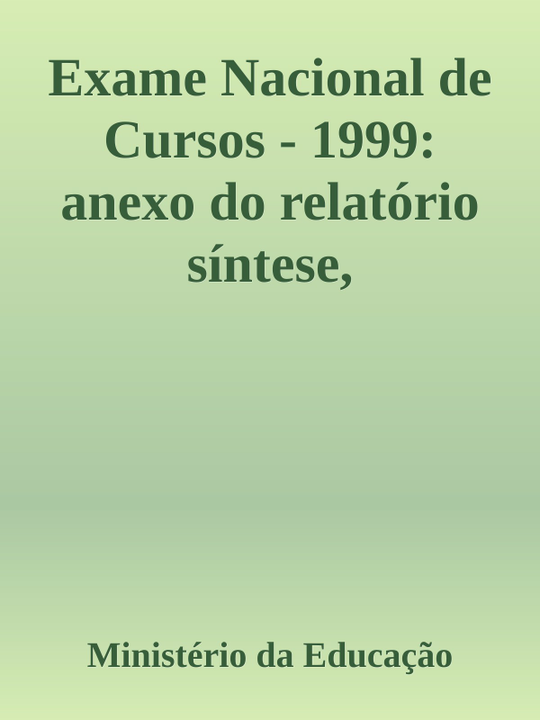 Exame Nacional de
Cursos - 1999:
anexo do relatório
síntese,
Ministério da Educação